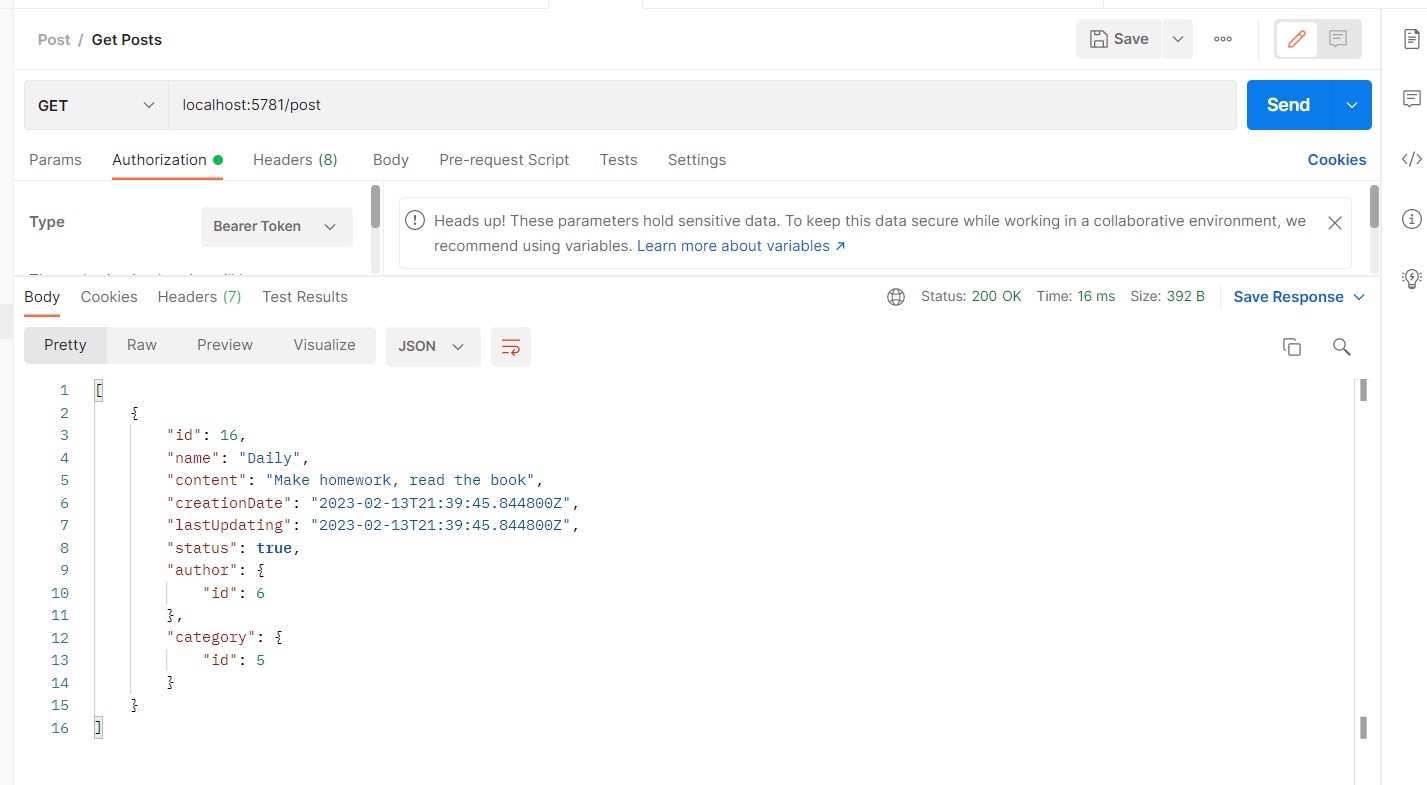 Post / Get Posts
Save
GET
localhost:5781/post
Send
Params Authorization Headers (8) Body Pre-request Script Tests Settings Cookies
Type
Bearer Token
Heads up! These parameters hold sensitive data. To keep this data secure while working in a collaborative environment, we
recommend using variables. Learn more about variables ↗
Body Cookies Headers (7) Test Results
Status: 200 OK Time: 16 ms Size: 392 B Save Response
Pretty Raw Preview Visualize JSON
1 [
2 {
3 "id": 16,
4 "name": "Daily",
5 "content": "Make homework, read the book",
6 "creationDate": "2023-02-13T21:39:45.844800Z",
7 "lastUpdating": "2023-02-13T21:39:45.844800Z",
8 "status": true,
9 "author": {
10 "id": 6
11 },
12 "category": {
13 "id": 5
14 }
15 }
16 ]